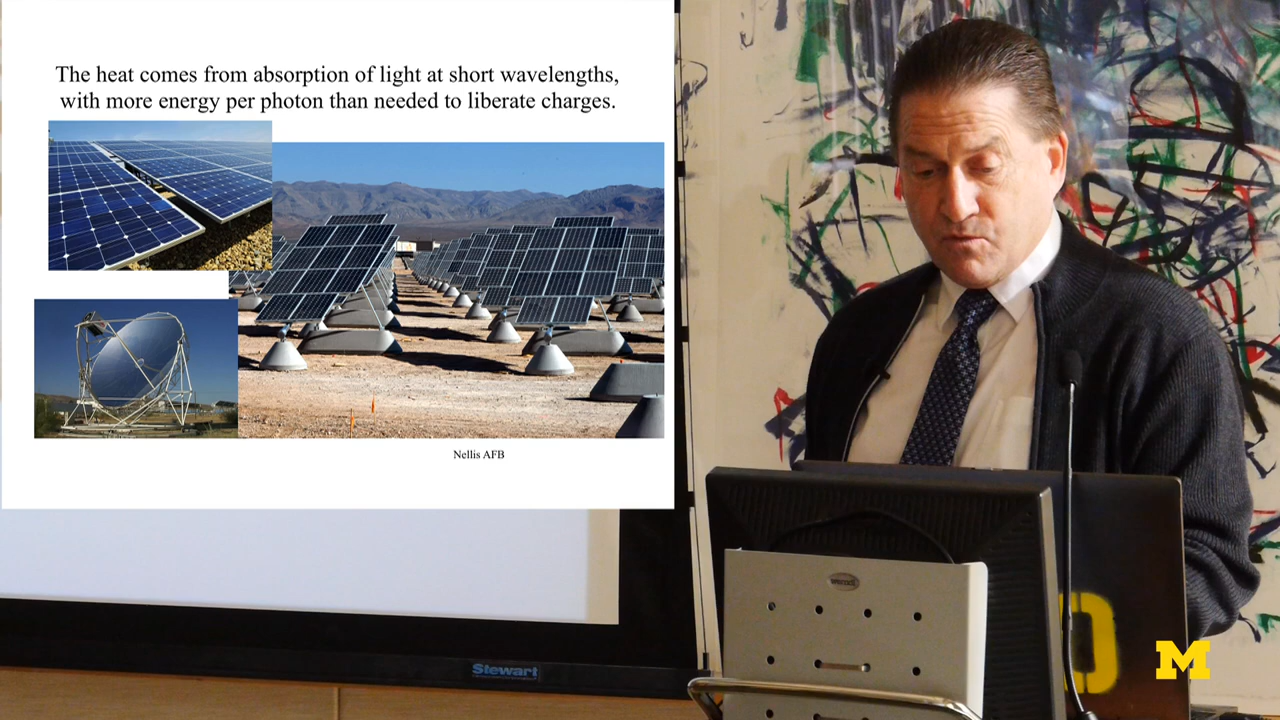 The heat comes from absorption of light at short wavelengths,
with more energy per photon than needed to liberate charges.
Nellis AFB
Stewart
M